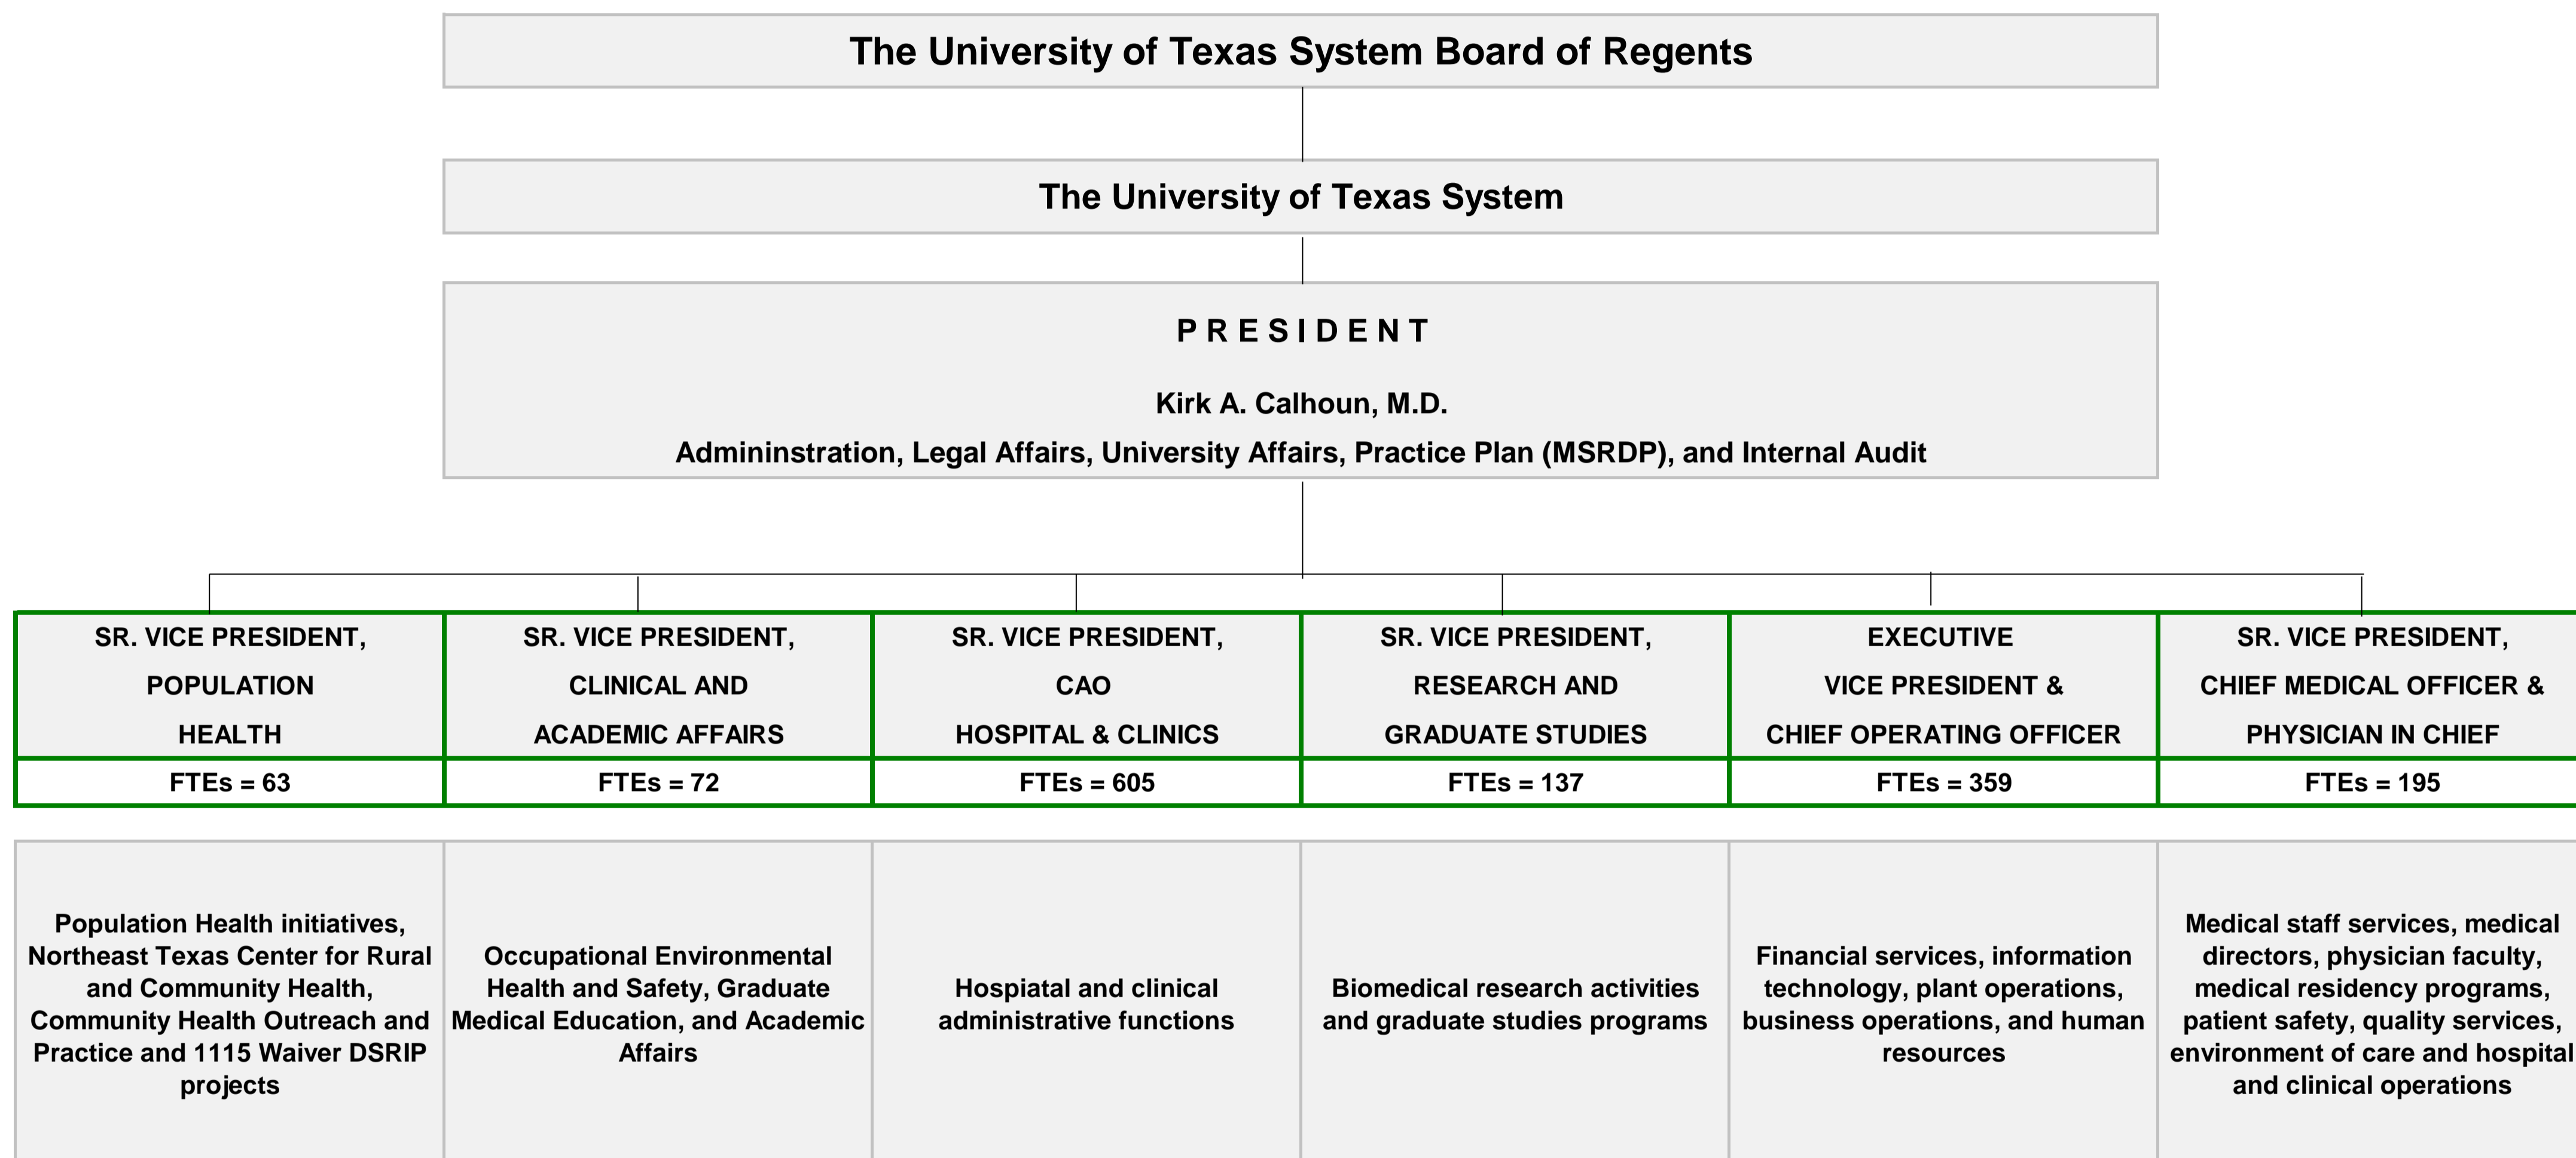 The University of Texas System Board of Regents
The University of Texas System
P R E S I D E N T
Kirk A. Calhoun, M.D.
Admininstration, Legal Affairs, University Affairs, Practice Plan (MSRDP), and Internal Audit
SR. VICE PRESIDENT,
POPULATION
HEALTH
FTEs = 63
SR. VICE PRESIDENT,
CLINICAL AND
ACADEMIC AFFAIRS
FTEs = 72
SR. VICE PRESIDENT,
CAO
HOSPITAL & CLINICS
FTEs = 605
SR. VICE PRESIDENT,
RESEARCH AND
GRADUATE STUDIES
FTEs = 137
EXECUTIVE
VICE PRESIDENT &
CHIEF OPERATING OFFICER
FTEs = 359
SR. VICE PRESIDENT,
CHIEF MEDICAL OFFICER &
PHYSICIAN IN CHIEF
FTEs = 195
Population Health initiatives,
Northeast Texas Center for Rural
and Community Health,
Community Health Outreach and
Practice and 1115 Waiver DSRIP
projects
Occupational Environmental
Health and Safety, Graduate
Medical Education, and Academic
Affairs
Hospiatal and clinical
administrative functions
Biomedical research activities
and graduate studies programs
Financial services, information
technology, plant operations,
business operations, and human
resources
Medical staff services, medical
directors, physician faculty,
medical residency programs,
patient safety, quality services,
environment of care and hospital
and clinical operations